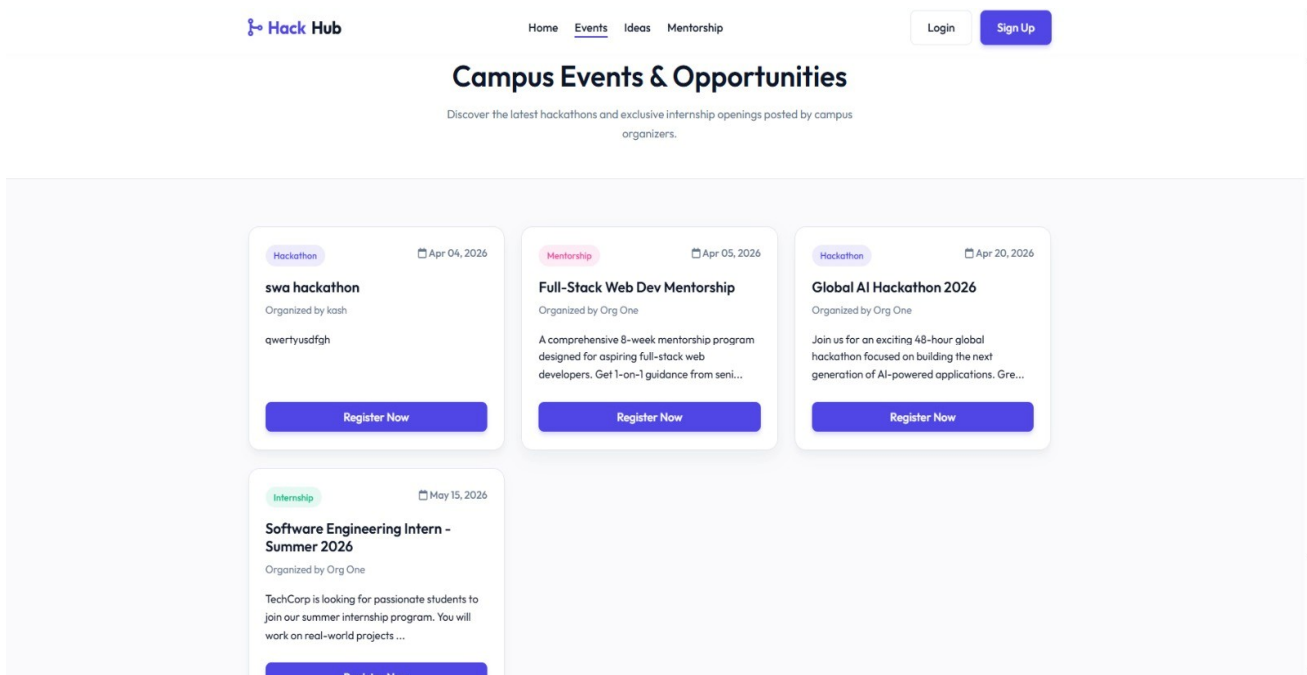 Hack Hub
Home Events Ideas Mentorship
Login Sign Up
Campus Events & Opportunities
Discover the latest hackathons and exclusive internship openings posted by campus
organizers.
Hackathon Apr 04, 2026
swa hackathon
Organized by kash
qwertyusdfgh
Register Now
Mentorship Apr 05, 2026
Full-Stack Web Dev Mentorship
Organized by Org One
A comprehensive 8-week mentorship program
designed for aspiring full-stack web
developers. Get 1-on-1 guidance from seni...
Register Now
Hackathon Apr 20, 2026
Global AI Hackathon 2026
Organized by Org One
Join us for an exciting 48-hour global
hackathon focused on building the next
generation of AI-powered applications. Gre...
Register Now
Internship May 15, 2026
Software Engineering Intern -
Summer 2026
Organized by Org One
TechCorp is looking for passionate students to
join our summer internship program. You will
work on real-world projects ...